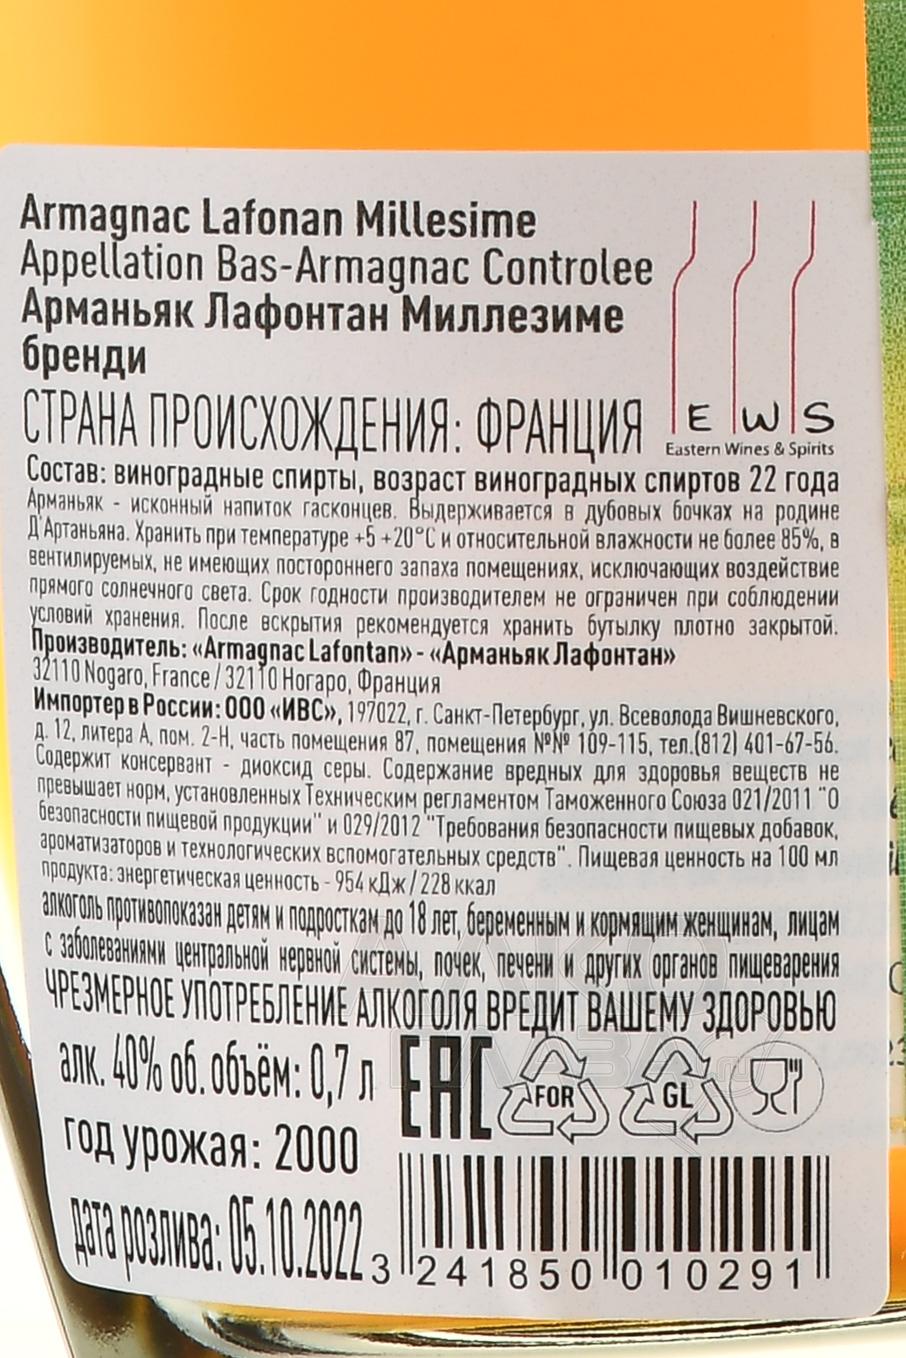 Armagnac Lafonan Millesime
Appellation Bas-Armagnac Controlee
Арманьяк Лафонтан Миллезиме
бренди
СТРАНА ПРОИСХОЖДЕНИЯ: ФРАНЦИЯ
E W S
Eastern Wines & Spirits
Состав: виноградные спирты, возраст виноградных спиртов 22 года
Арманьяк - исконный напиток гасконцев. Выдерживается в дубовых бочках на родине
Д'Артаньяна. Хранить при температуре +5 +20°С и относительной влажности не более 85%, в
вентилируемых, не имеющих постороннего запаха помещениях, исключающих воздействие
прямого солнечного света. Срок годности производителем не ограничен при соблюдении
условий хранения. После вскрытия рекомендуется хранить бутылку плотно закрытой.
Производитель: «Armagnac Lafontan» - «Арманьяк Лафонтан»
32110 Nogaro, France / 32110 Ногаро, Франция
Импортер в России: ООО «ИВС», 197022, г. Санкт-Петербург, ул. Всеволода Вишневского,
д. 12, литера А, пом. 2-Н, часть помещения 87, помещения №№ 109-115, тел.(812) 401-67-56.
Содержит консервант - диоксид серы. Содержание вредных для здоровья веществ не
превышает норм, установленных Техническим регламентом Таможенного Союза 021/2011 "О
безопасности пищевой продукции" и 029/2012 "Требования безопасности пищевых добавок,
ароматизаторов и технологических вспомогательных средств". Пищевая ценность на 100 мл
продукта: энергетическая ценность - 954 кДж / 228 ккал
алкоголь противопоказан детям и подросткам до 18 лет, беременным и кормящим женщинам, лицам
с заболеваниями центральной нервной системы, почек, печени и других органов пищеварения
ЧРЕЗМЕРНОЕ УПОТРЕБЛЕНИЕ АЛКОГОЛЯ ВРЕДИТ ВАШЕМУ ЗДОРОВЬЮ
алк. 40% об. объём: 0,7 л
EAC FOR GL
год урожая: 2000
дата розлива: 05.10.2022
3 241850 010291